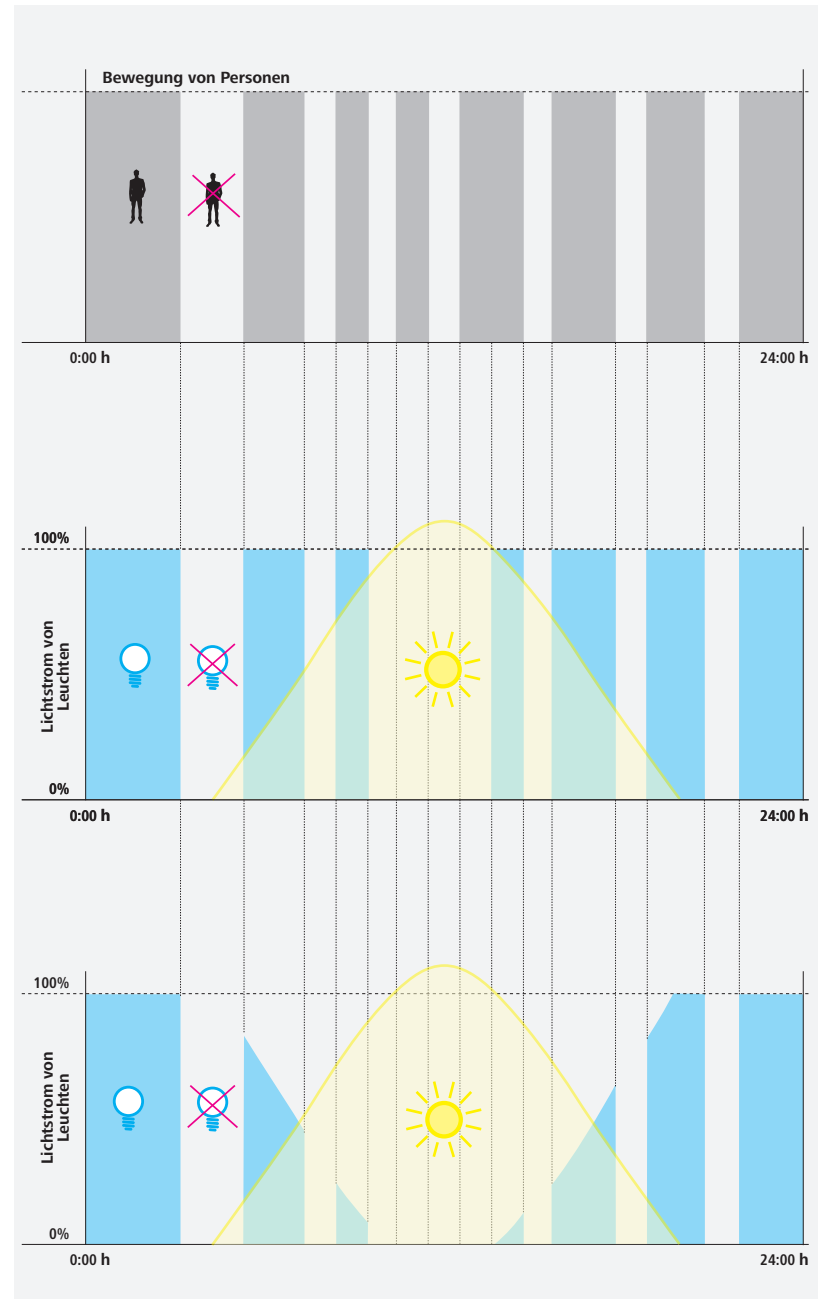 Bewegung von Personen
0:00 h
24:00 h
100%
Lichtstrom von
Leuchten
0%
0:00 h
24:00 h
100%
Lichtstrom von
Leuchten
0%
0:00 h
24:00 h